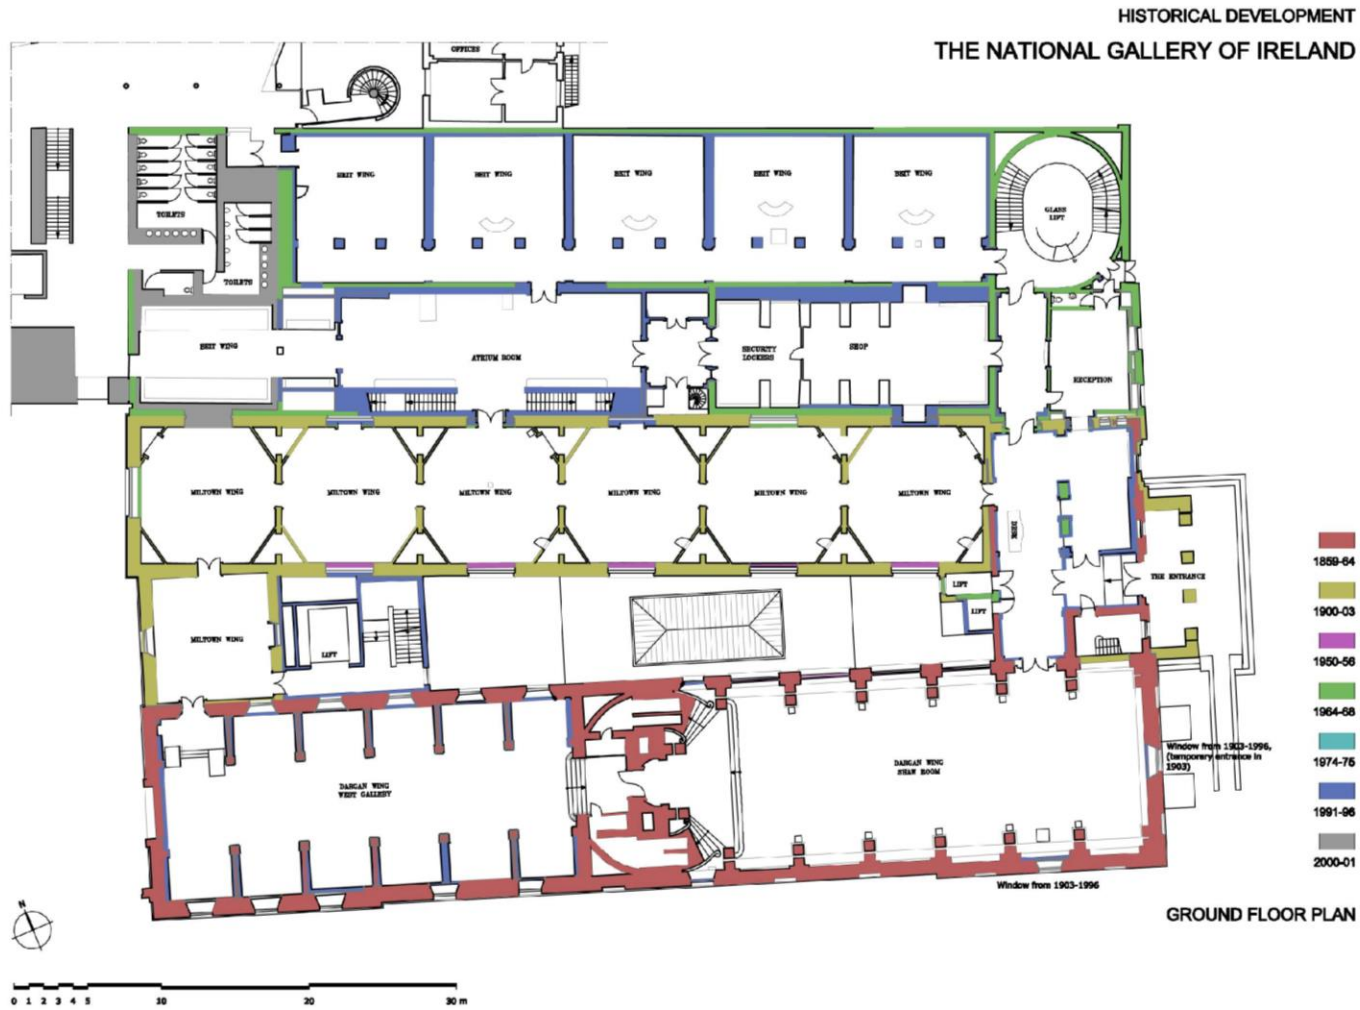 HISTORICAL DEVELOPMENT
THE NATIONAL GALLERY OF IRELAND
OFFICES
BEIT WING
BEIT WING
BEIT WING
BEIT WING
BEIT WING
TOILETS
GLASS
LIFT
TOILETS
BEIT WING
ATRIUM ROOM
SECURITY
LOCKERS
SHOP
RECEPTION
MILTOWN WING
MILTOWN WING
MILTOWN WING
MILTOWN WING
MILTOWN WING
MILTOWN WING
DESK
1859-64
THE ENTRANCE
LIFT
1900-03
LIFT
MILTOWN WING
LIFT
1950-56
1964-68
Window from 1903-1996,
(temporary entrance in
1903)
1974-75
DARGAN WING
SHAW ROOM
DARGAN WING
WEST GALLERY
1991-96
2000-01
Window from 1903-1996
N
GROUND FLOOR PLAN
0 1 2 3 4 5 10 20 30 m